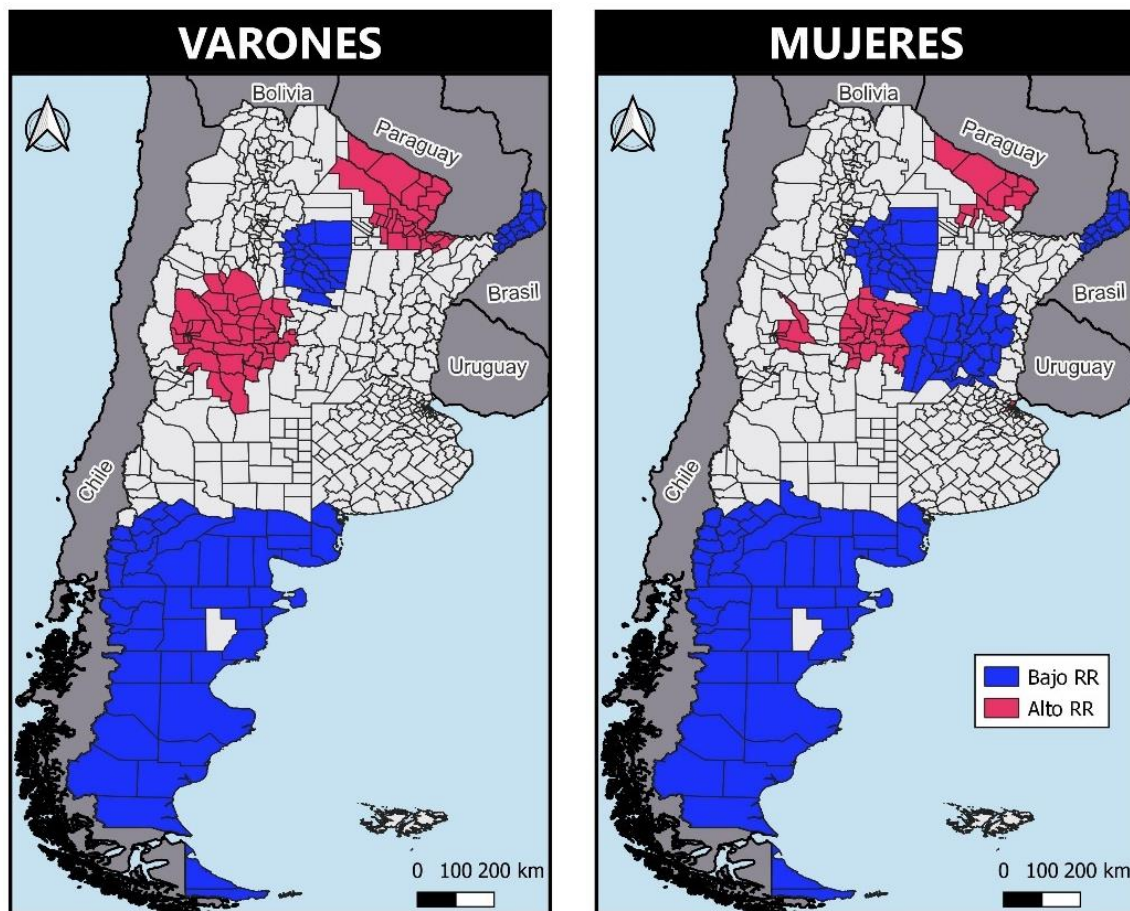 VARONES
Bolivia
Paraguay
Brasil
Uruguay
Chile
0 100 200 km
MUJERES
Bolivia
Paraguay
Brasil
Uruguay
Chile
Bajo RR
Alto RR
0 100 200 km